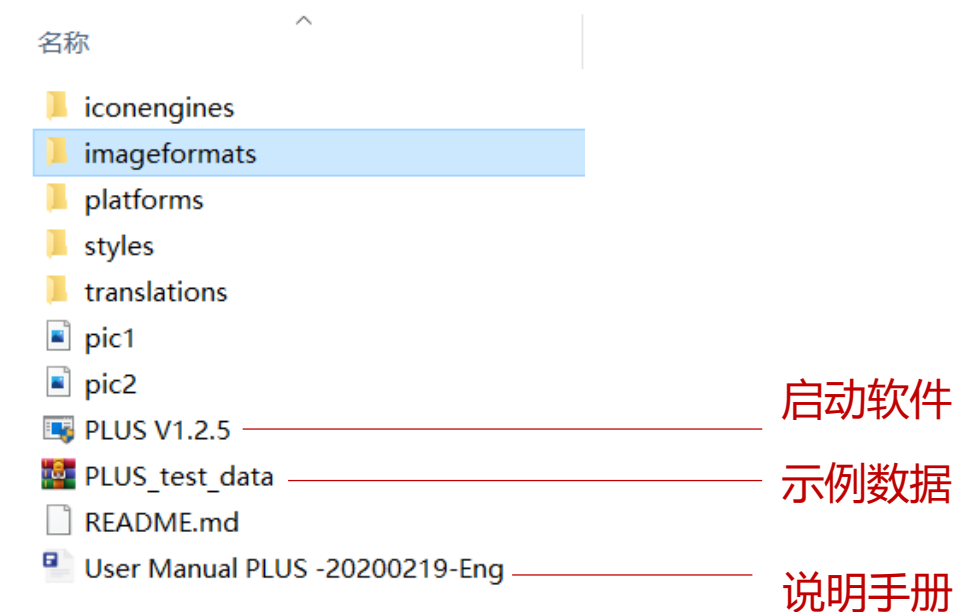 名称
iconengines
imageformats
platforms
styles
translations
pic1
pic2
PLUS V1.2.5
启动软件
PLUS_test_data
示例数据
README.md
User Manual PLUS -20200219-Eng
说明手册